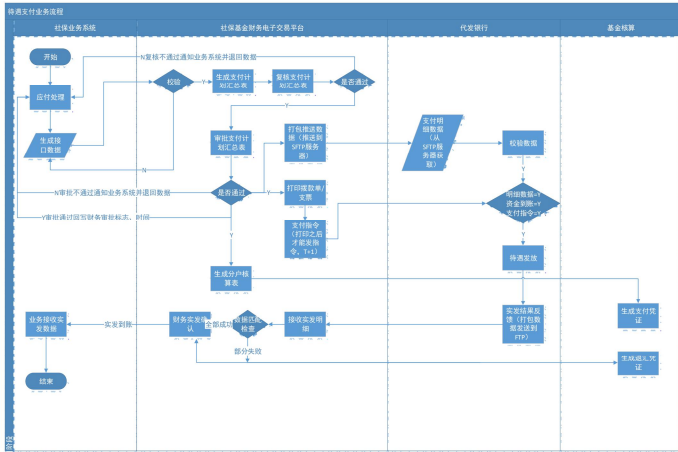 待遇支付业务流程
社保业务系统
社保基金财务电子交易平台
代发银行
基金核算
开始
N复核不通过通知业务系统并退回数据
应付处理
校验
Y
生成支付计
划汇总表
复核支付计
划汇总表
是否通过
Y
生成接
口数据
审批支付计
划汇总表
打包推送数
据（推送到
SFTP服务
器）
支付明
细数据
（从
SFTP服
务器获
取）
校验数据
N
Y
N审批不通过通知业务系统并退回数据
是否通过
Y
打印拨款单/
支票
明细数据=Y
资金到账=Y
支付指令=Y
Y审批通过回写财务审批标志、时间
Y
支付指令
（打印之后
才能发指
令，T+1）
Y
待遇发放
生成分户核
算表
业务接收实
发数据
实发到账
财务实发确
认
全部成功
数据匹配
检查
接收实发明
细
实发结果反
馈（打包数
据发送到
FTP）
生成支付凭
证
部分失败
生成退汇凭
证
结束
阶段